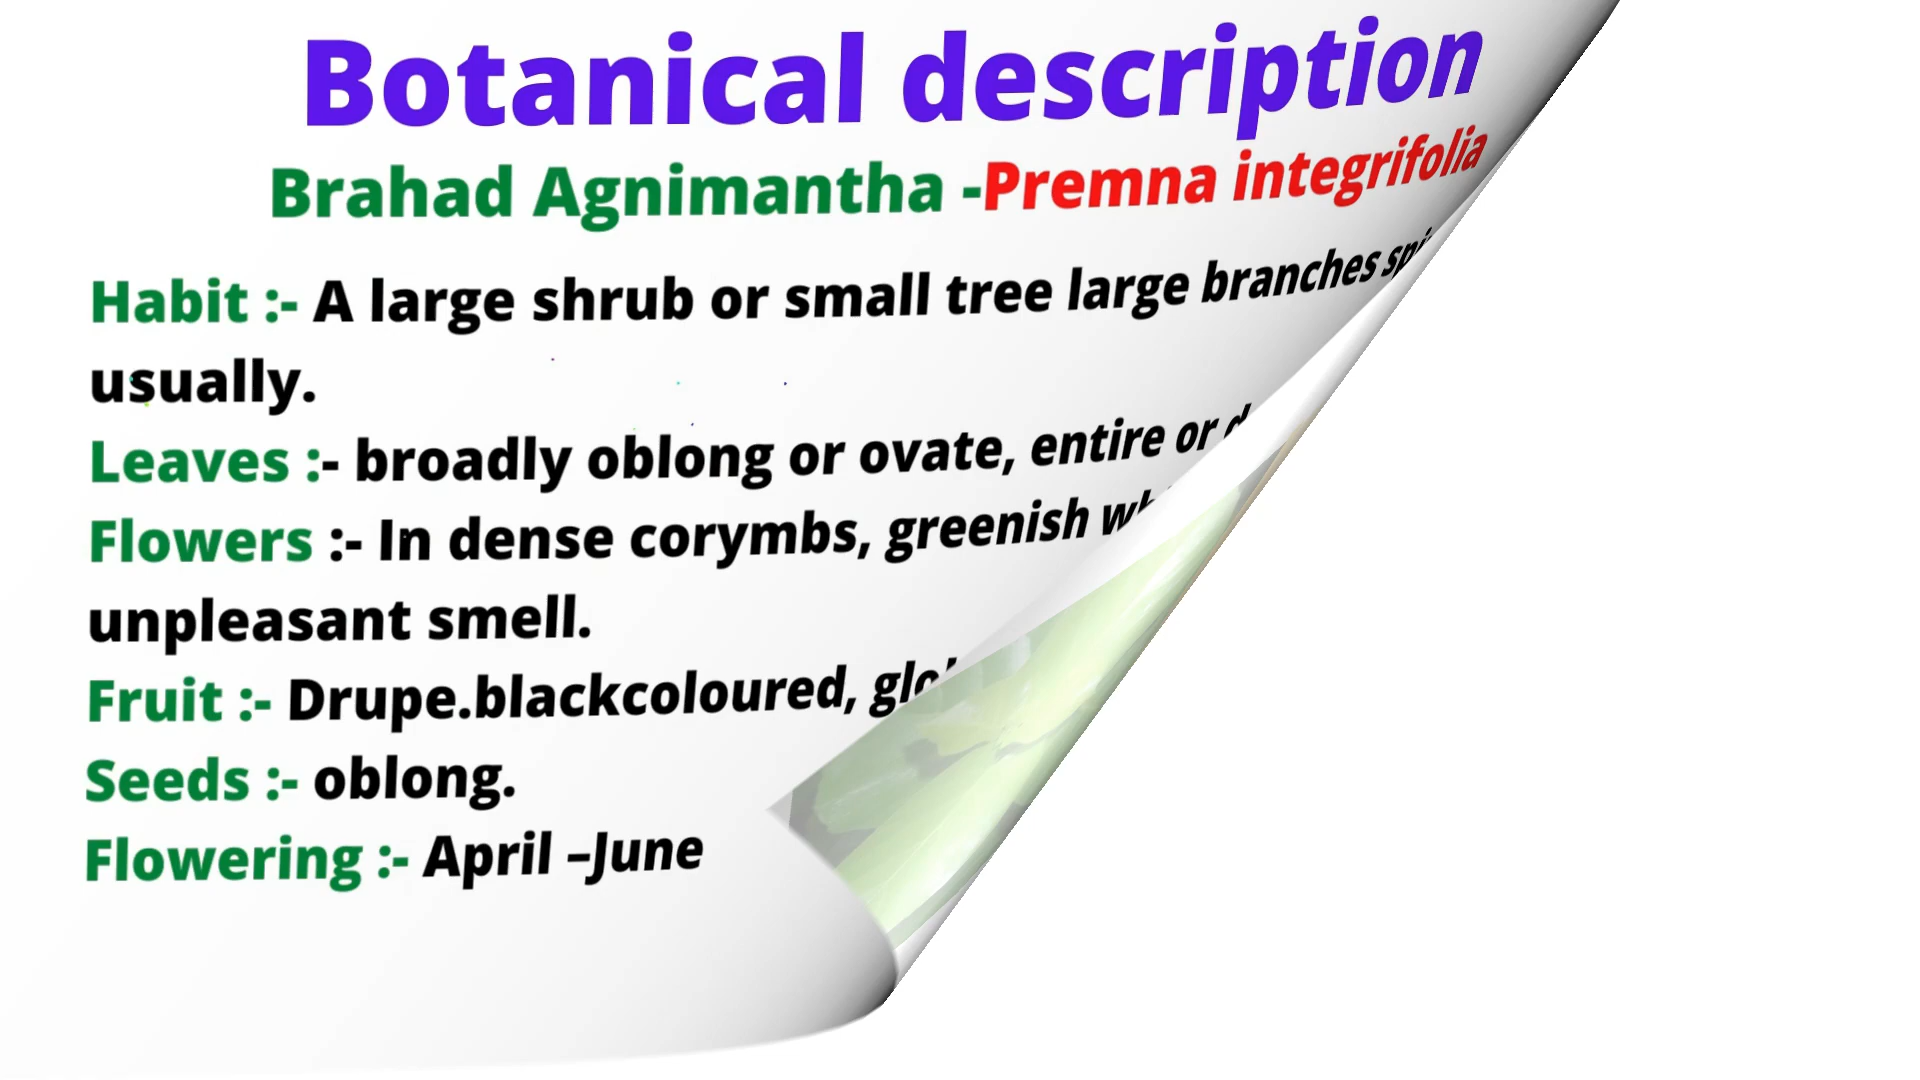 Botanical description
Brahad Agnimantha -Premna integrifolia
Habit :- A large shrub or small tree large branches
usually.
Leaves :- broadly oblong or ovate, entire or
Flowers :- In dense corymbs, greenish
unpleasant smell.
Fruit :- Drupe.blackcoloured,
Seeds :- oblong.
Flowering :- April –June